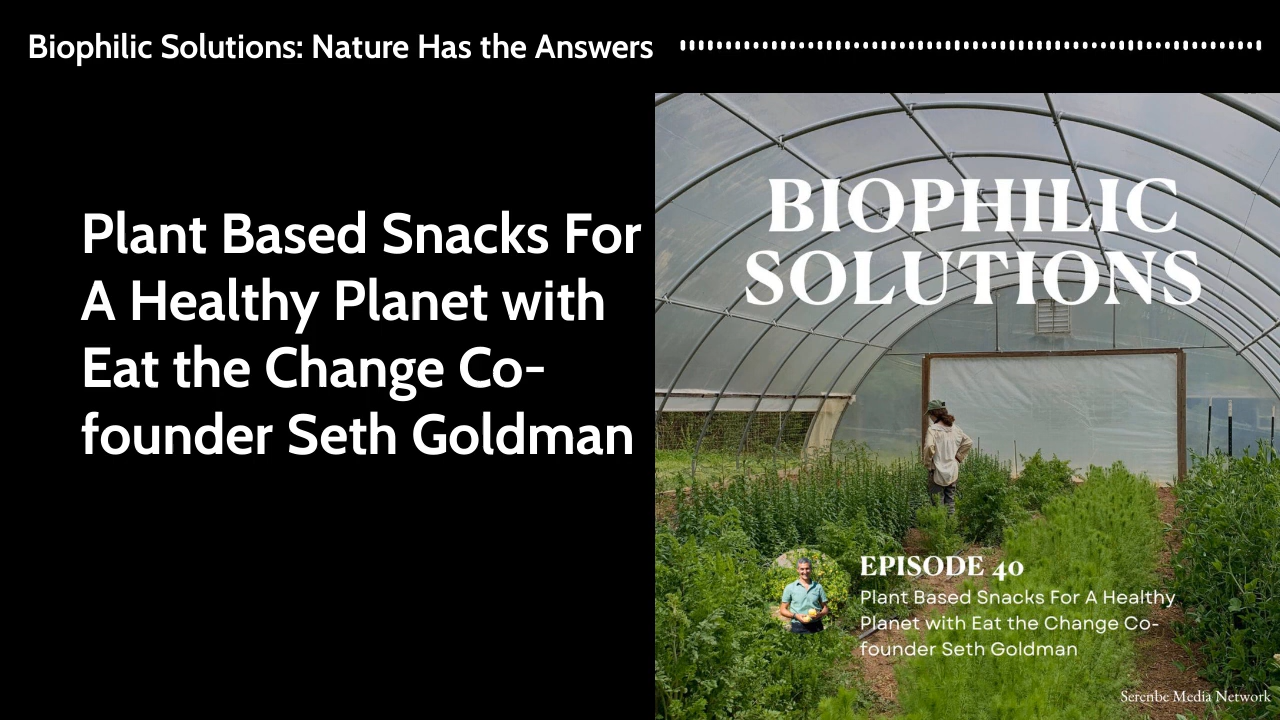 Biophilic Solutions: Nature Has the Answers
Plant Based Snacks For
A Healthy Planet with
Eat the Change Co-
founder Seth Goldman
BIOPHILIC
SOLUTIONS
EPISODE 40
Plant Based Snacks For A Healthy
Planet with Eat the Change Co-
founder Seth Goldman
Serenbe Media Network